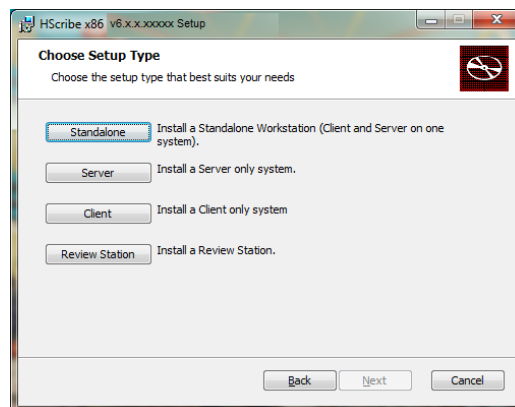 HScribe x86 v6.x.x.xxxxx Setup
Choose Setup Type
Choose the setup type that best suits your needs
Standalone Install a Standalone Workstation (Client and Server on one
system).
Server Install a Server only system.
Client Install a Client only system
Review Station Install a Review Station.
Back Next Cancel